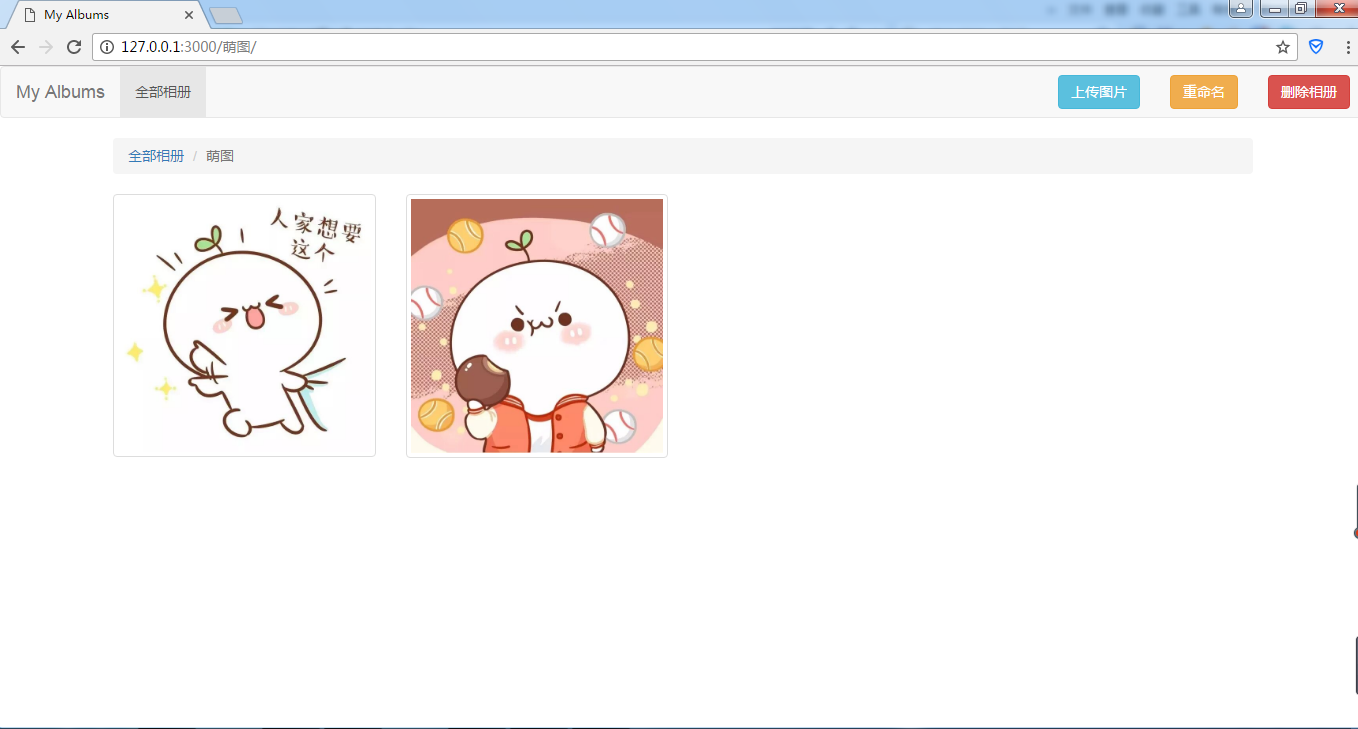 My Albums
127.0.0.1:3000/萌图/
My Albums
全部相册
上传图片
重命名
删除相册
全部相册 / 萌图
人家想要
这个